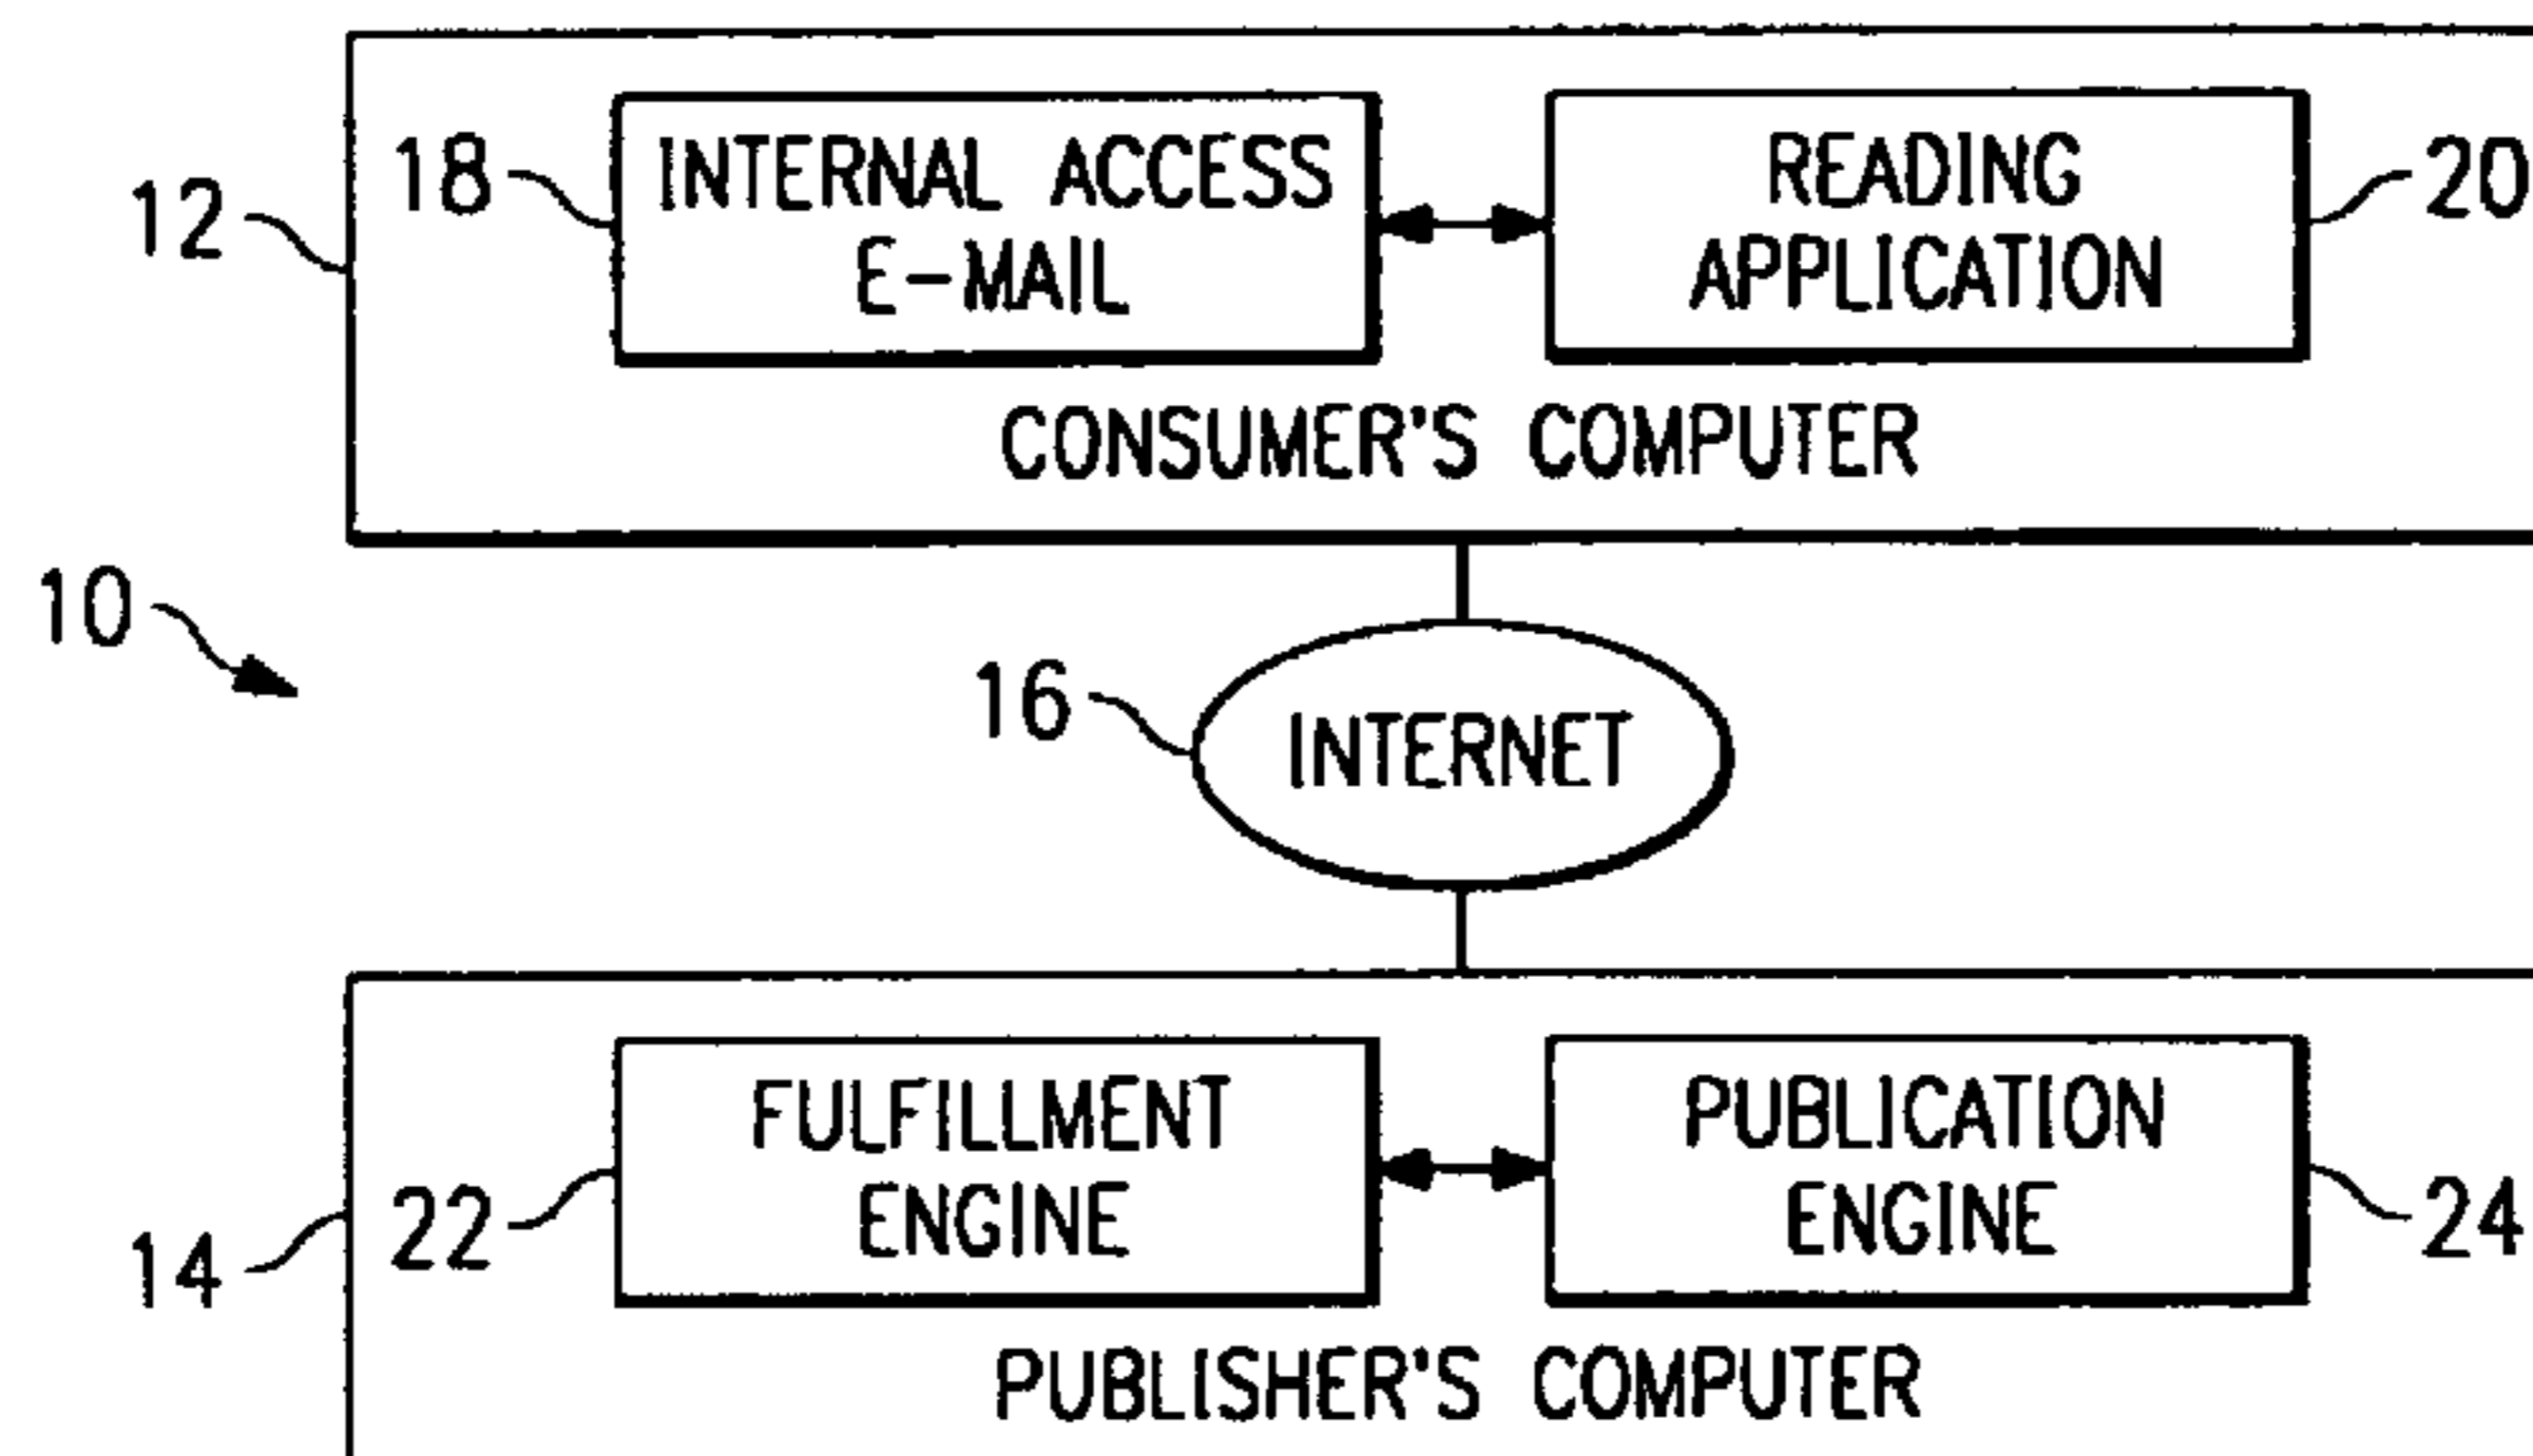 12
18
INTERNAL ACCESS
E-MAIL
READING
APPLICATION
20
CONSUMER'S COMPUTER
10
16
INTERNET
14
22
FULFILLMENT
ENGINE
PUBLICATION
ENGINE
24
PUBLISHER'S COMPUTER